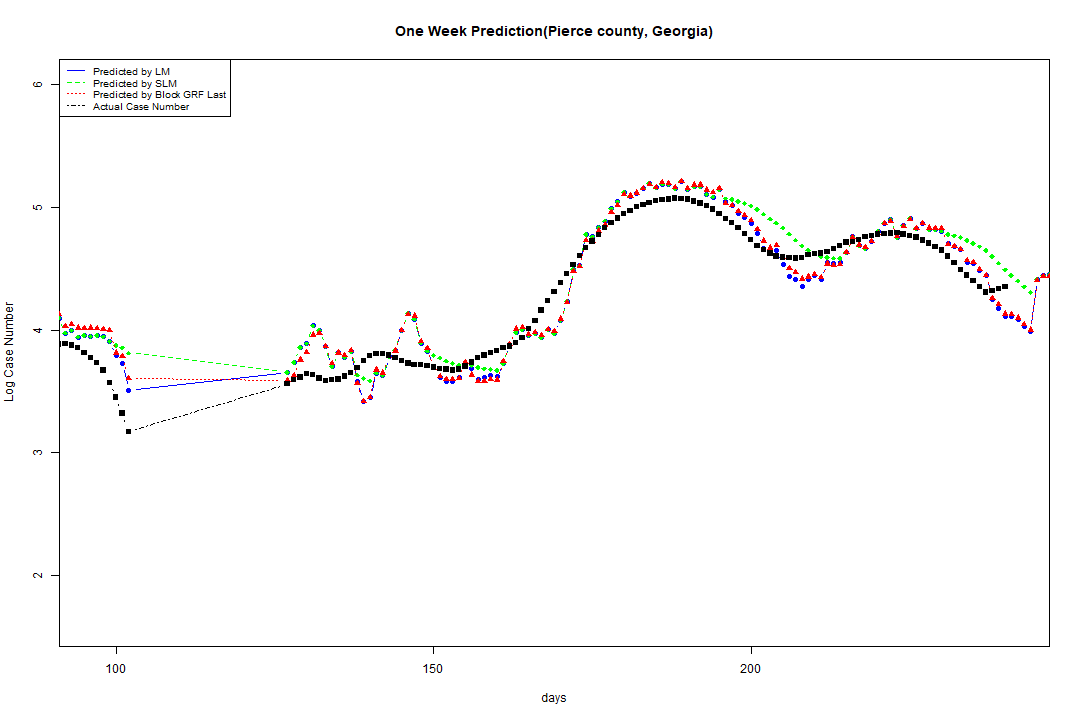 One Week Prediction(Pierce county, Georgia)
Predicted by LM
Predicted by SLM
Predicted by Block GRF Last
Actual Case Number
6
5
4
3
2
Log Case Number
100 150 200
days